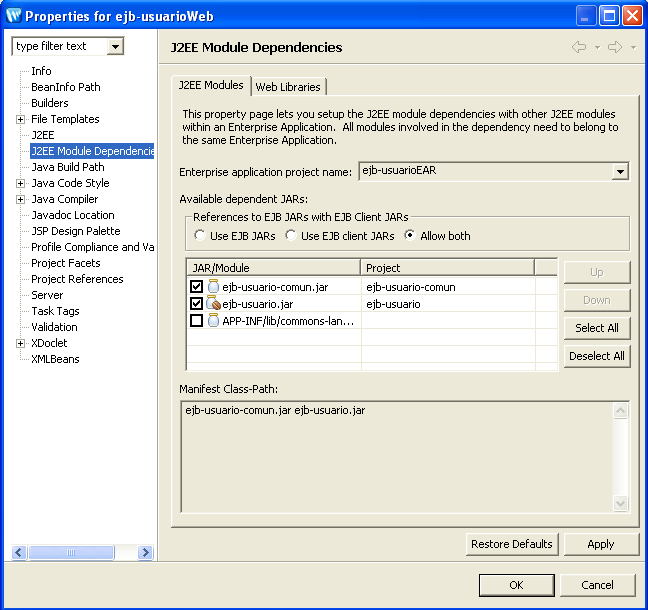 Properties for ejb-usuarioWeb
type filter text
J2EE Module Dependencies
Info
BeanInfo Path
Builders
File Templates
J2EE
J2EE Module Dependencie
Java Build Path
Java Code Style
Java Compiler
Javadoc Location
JSP Design Palette
Profile Compliance and Va
Project Facets
Project References
Server
Task Tags
Validation
XDoclet
XMLBeans
J2EE Modules
Web Libraries
This property page lets you setup the J2EE module dependencies with other J2EE modules
within an Enterprise Application. All modules involved in the dependency need to belong to
the same Enterprise Application.
Enterprise application project name: ejb-usuarioEAR
Available dependent JARs:
References to EJB JARs with EJB Client JARs
Use EJB JARs Use EJB client JARs Allow both
JAR/Module Project
ejb-usuario-comun.jar ejb-usuario-comun
ejb-usuario.jar ejb-usuario
APP-INF/lib/commons-lan...
Up
Down
Select All
Deselect All
Manifest Class-Path:
ejb-usuario-comun.jar ejb-usuario.jar
Restore Defaults Apply
OK Cancel